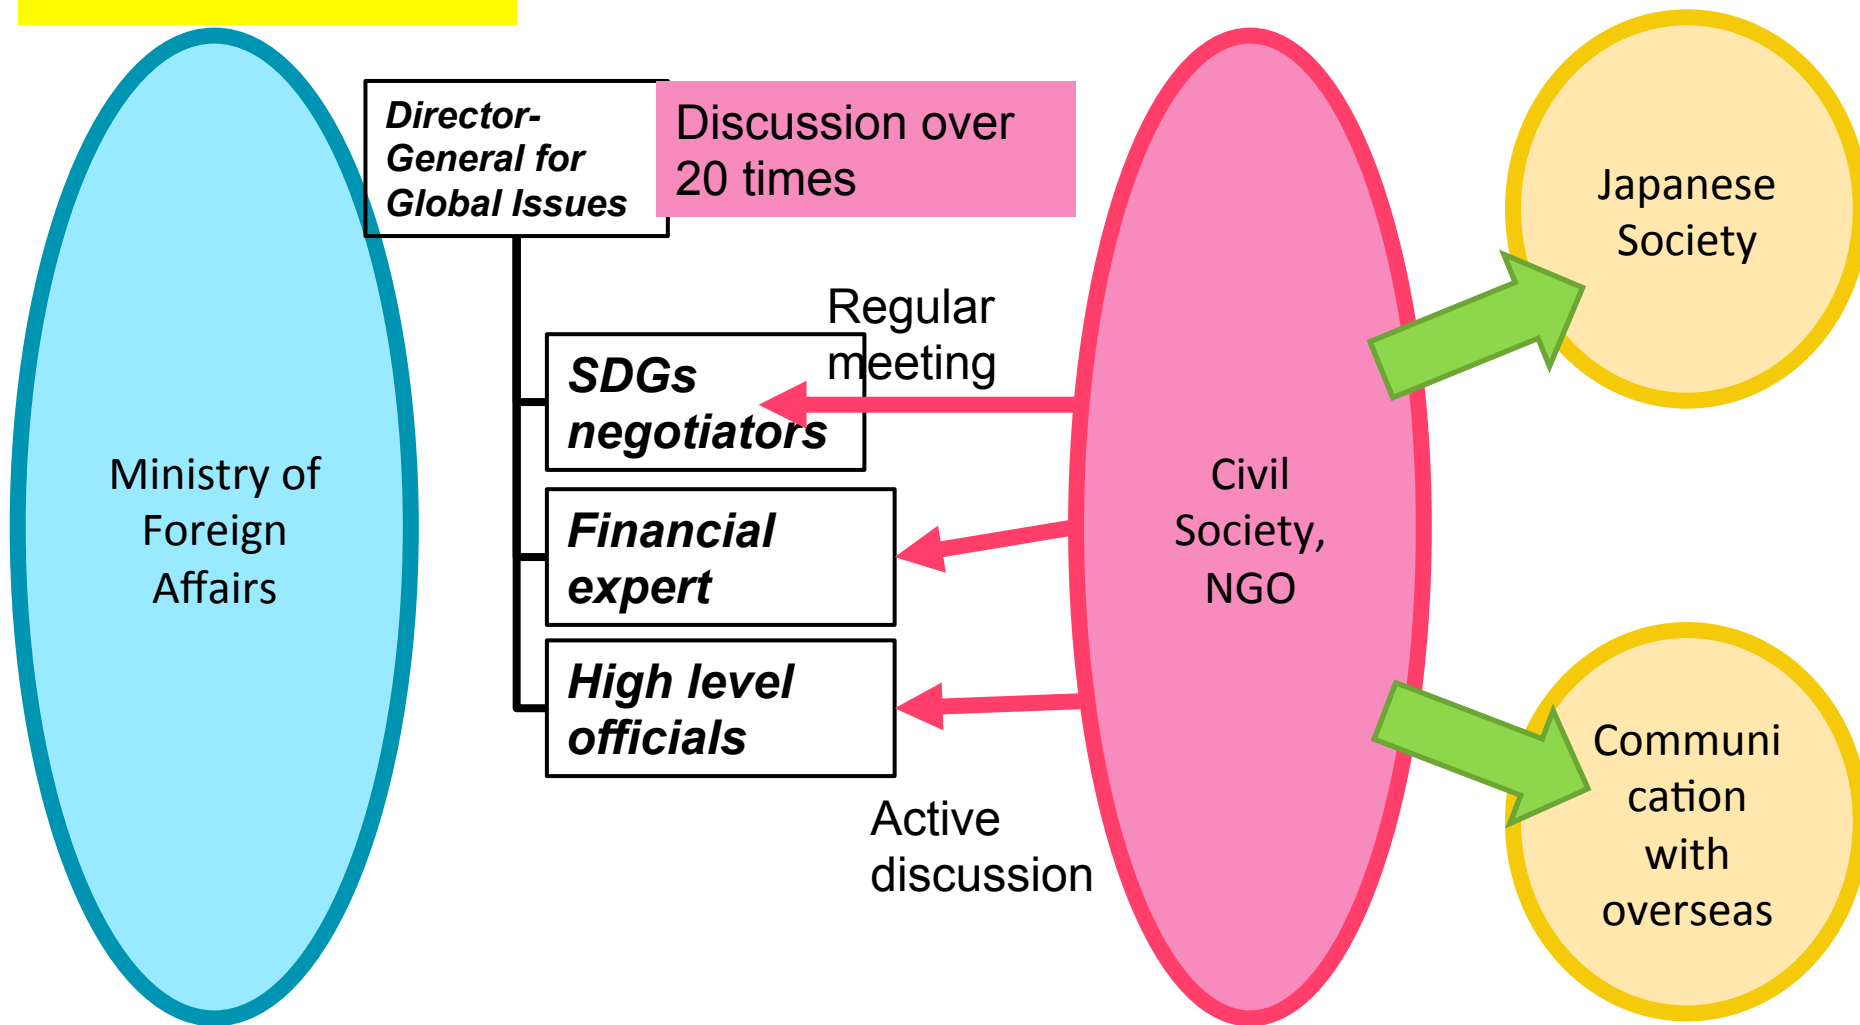 Director-
General for
Global Issues
Discussion over
20 times
Regular
meeting
SDGs
negotiators
Financial
expert
High level
officials
Active
discussion
Ministry of
Foreign
Affairs
Civil
Society,
NGO
Japanese
Society
Communi
cation
with
overseas